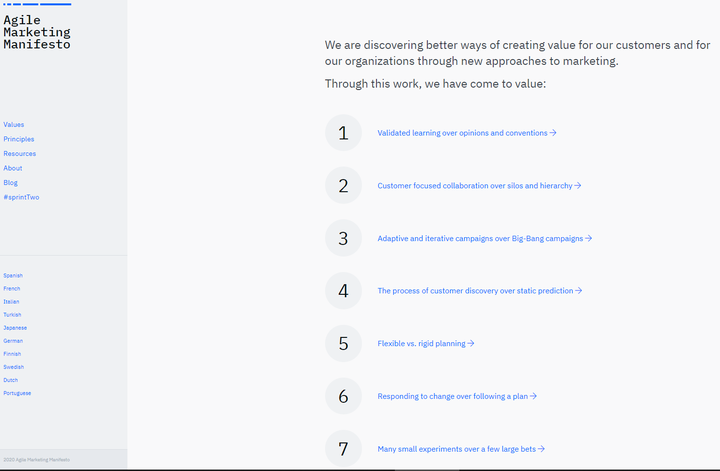 Agile
Marketing
Manifesto
Values
Principles
Resources
About
Blog
#sprintTwo
Spanish
French
Italian
Turkish
Japanese
German
Finnish
Swedish
Dutch
Portuguese
2020 Agile Marketing Manifesto
We are discovering better ways of creating value for our customers and for
our organizations through new approaches to marketing.
Through this work, we have come to value:
1 Validated learning over opinions and conventions →
2 Customer focused collaboration over silos and hierarchy →
3 Adaptive and iterative campaigns over Big-Bang campaigns →
4 The process of customer discovery over static prediction →
5 Flexible vs. rigid planning →
6 Responding to change over following a plan →
7 Many small experiments over a few large bets →